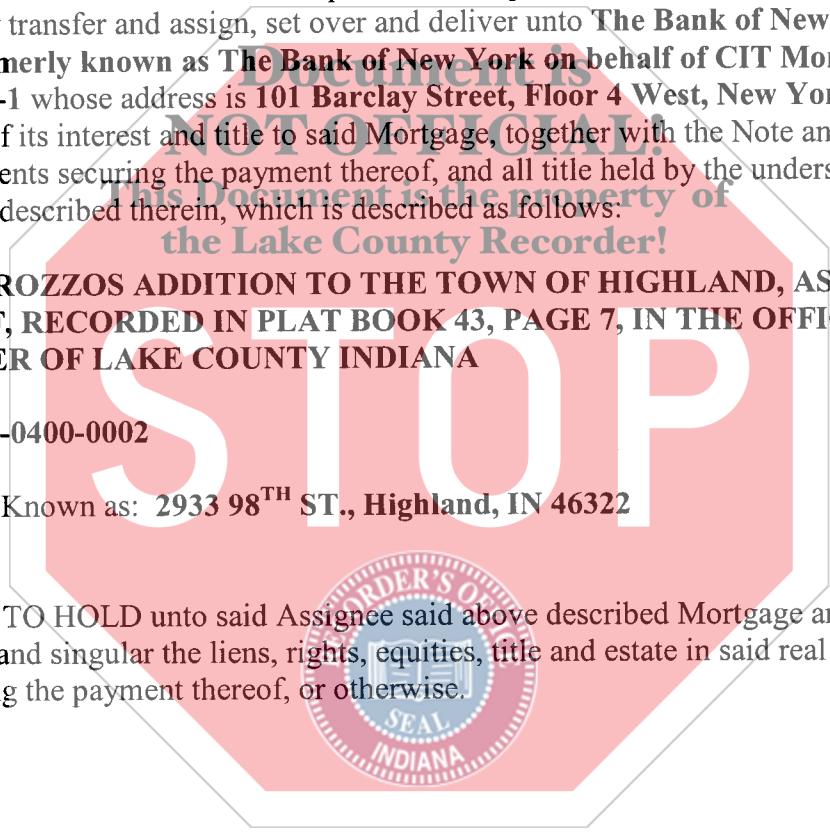 transfer and assign, set over and deliver unto The Bank of New
merly known as The Bank of New York on behalf of CIT Mor
-1 whose address is 101 Barclay Street, Floor 4 West, New Yor
f its interest and title to said Mortgage, together with the Note an
ents securing the payment thereof, and all title held by the unders
described therein, which is described as follows:
Document is
NOT OFFICIAL!
This Document is the property of
the Lake County Recorder!
ROZZOS ADDITION TO THE TOWN OF HIGHLAND, AS
, RECORDED IN PLAT BOOK 43, PAGE 7, IN THE OFFI
ER OF LAKE COUNTY INDIANA
STOP
-0400-0002
Known as: 2933 98TH ST., Highland, IN 46322
TO HOLD unto said Assignee said above described Mortgage an
and singular the liens, rights, equities, title and estate in said real
g the payment thereof, or otherwise.
RECORDER'S OFFICE
SEAL
INDIANA